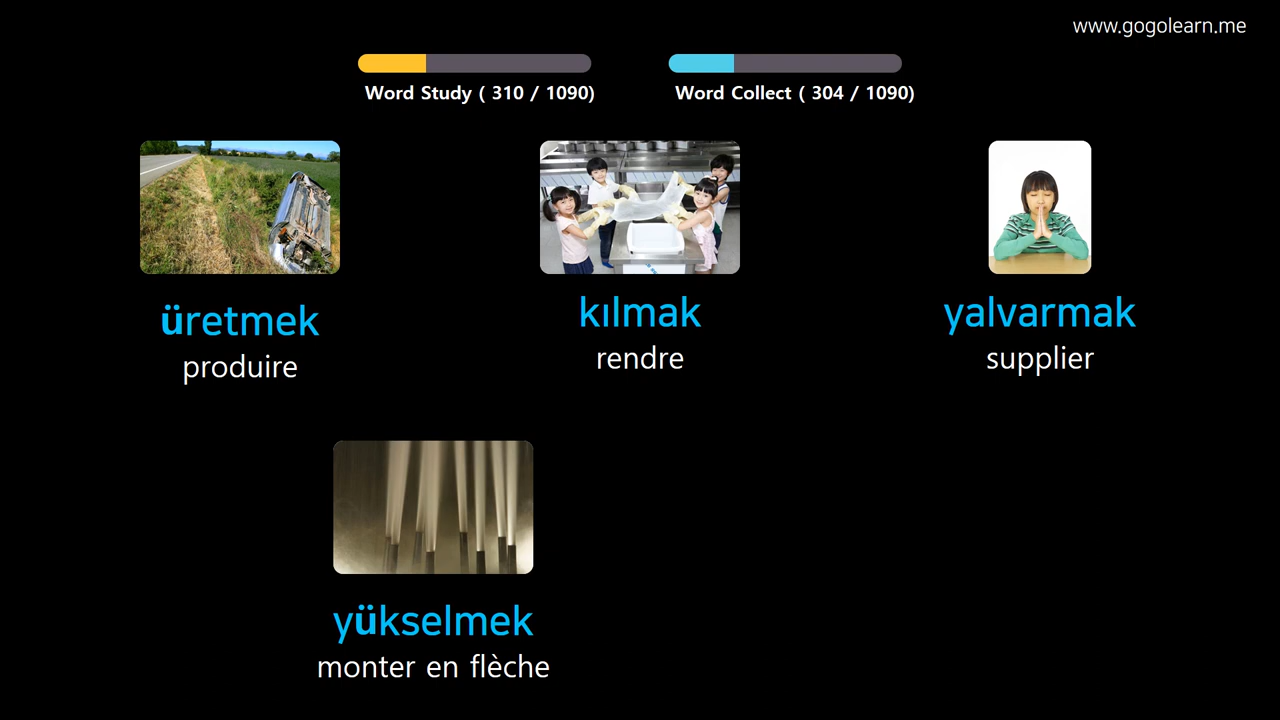 www.gogolearn.me
Word Study ( 310 / 1090)
Word Collect ( 304 / 1090)
üretmek
produire
kılmak
rendre
yalvarmak
supplier
yükselmek
monter en flèche